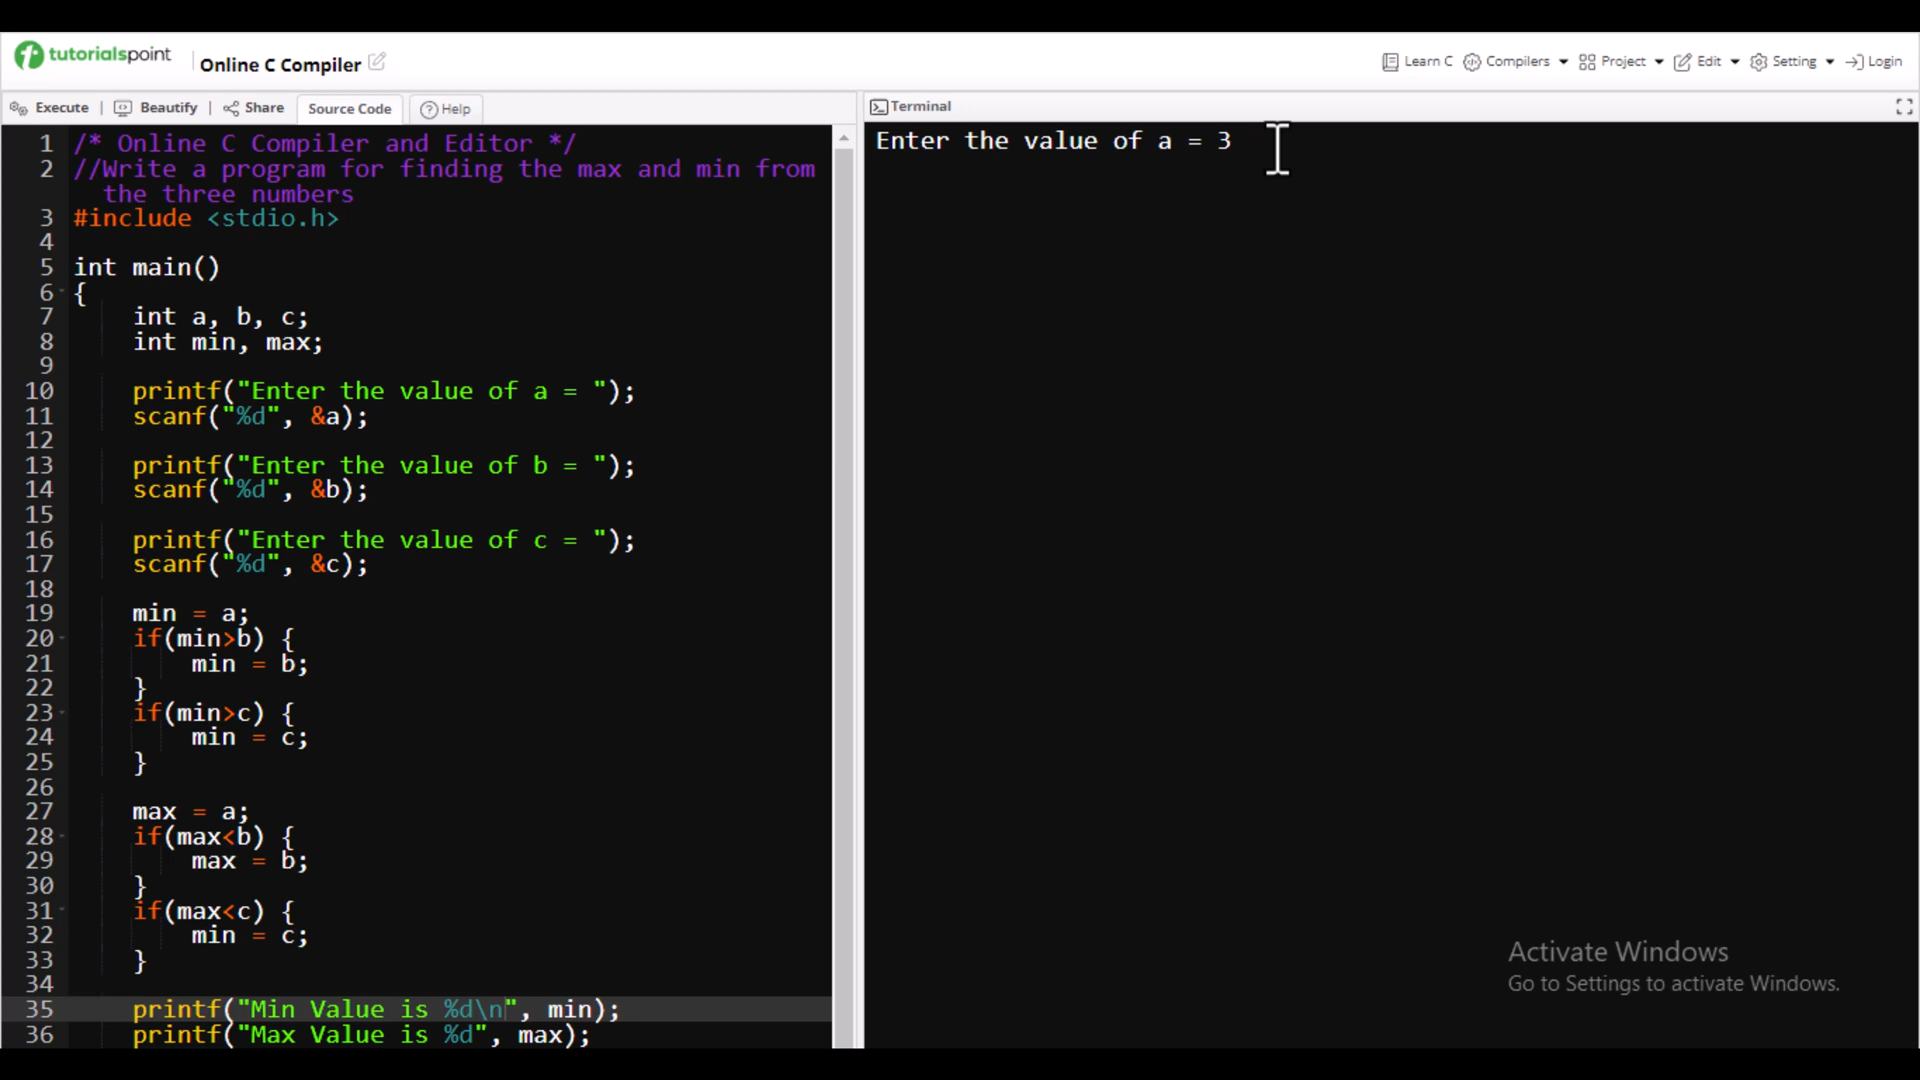 tutorialspoint
Online C Compiler
Learn C Compilers Project Edit Setting Login
Execute | Beautify | Share Source Code Help
1 /* Online C Compiler and Editor */
2 //Write a program for finding the max and min from
the three numbers
3 #include <stdio.h>
4
5 int main()
6 {
7 int a, b, c;
8 int min, max;
9
10 printf("Enter the value of a = ");
11 scanf("%d", &a);
12
13 printf("Enter the value of b = ");
14 scanf("%d", &b);
15
16 printf("Enter the value of c = ");
17 scanf("%d", &c);
18
19 min = a;
20 if(min>b) {
21 min = b;
22 }
23 if(min>c) {
24 min = c;
25 }
26
27 max = a;
28 if(max<b) {
29 max = b;
30 }
31 if(max<c) {
32 min = c;
33 }
34
35 printf("Min Value is %d\n", min);
36 printf("Max Value is %d", max);
Terminal
Enter the value of a = 3
Activate Windows
Go to Settings to activate Windows.